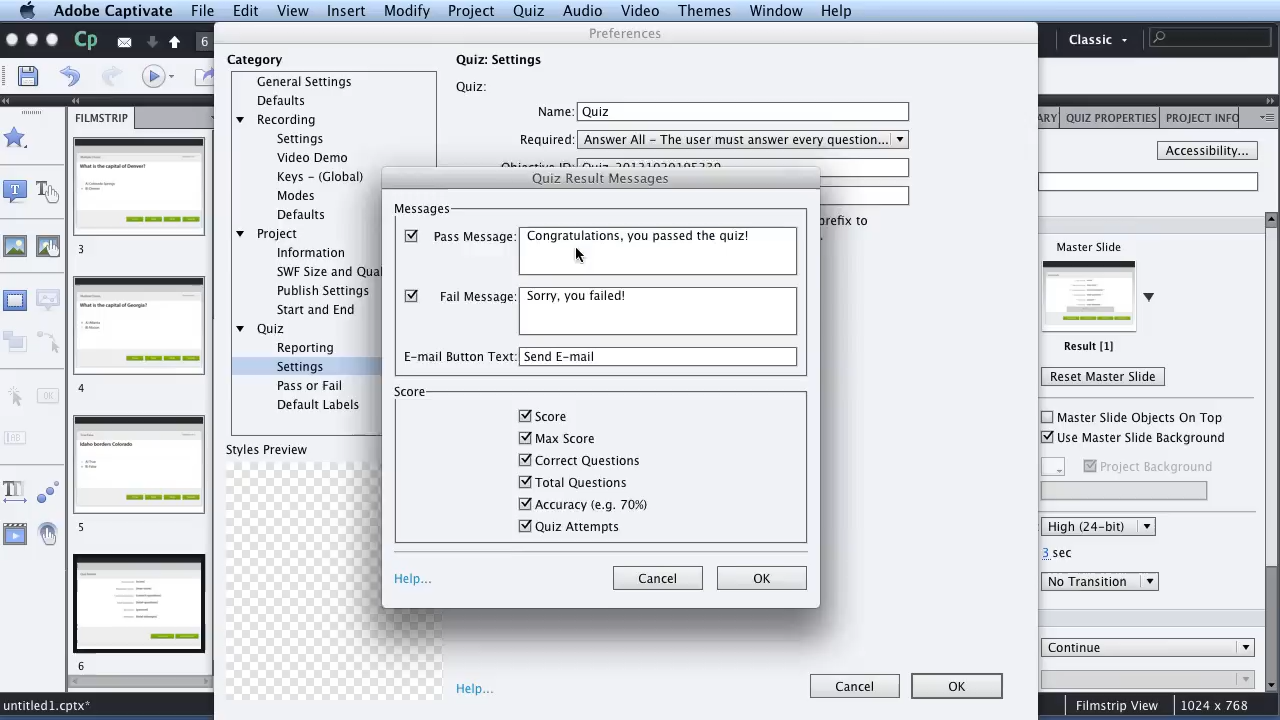 Adobe Captivate File Edit View Insert Modify Project Quiz Audio Video Themes Window Help
Preferences
Cp 6 Classic
Category
General Settings
Defaults
Recording
Settings
Video Demo
Keys - (Global)
Modes
Defaults
Project
Information
SWF Size and Qual
Publish Settings
Start and End
Quiz
Reporting
Settings
Pass or Fail
Default Labels
Styles Preview
FILMSTRIP
What is the capital of Denver?
3
What is the capital of Georgia?
4
Idaho borders Colorado
5
6
untitled1.cptx*
Quiz: Settings
Quiz:
Name: Quiz
Required: Answer All - The user must answer every question...
Quiz 20121029195239
prefix to
Quiz Result Messages
Messages
Pass Message: Congratulations, you passed the quiz!
Fail Message: Sorry, you failed!
E-mail Button Text: Send E-mail
Score
Score
Max Score
Correct Questions
Total Questions
Accuracy (e.g. 70%)
Quiz Attempts
Help... Cancel OK
Help... Cancel OK
ARY QUIZ PROPERTIES PROJECT INFO
Accessibility...
Master Slide
Result [1]
Reset Master Slide
Master Slide Objects On Top
Use Master Slide Background
Project Background
High (24-bit)
3 sec
No Transition
Continue
Filmstrip View 1024 x 768